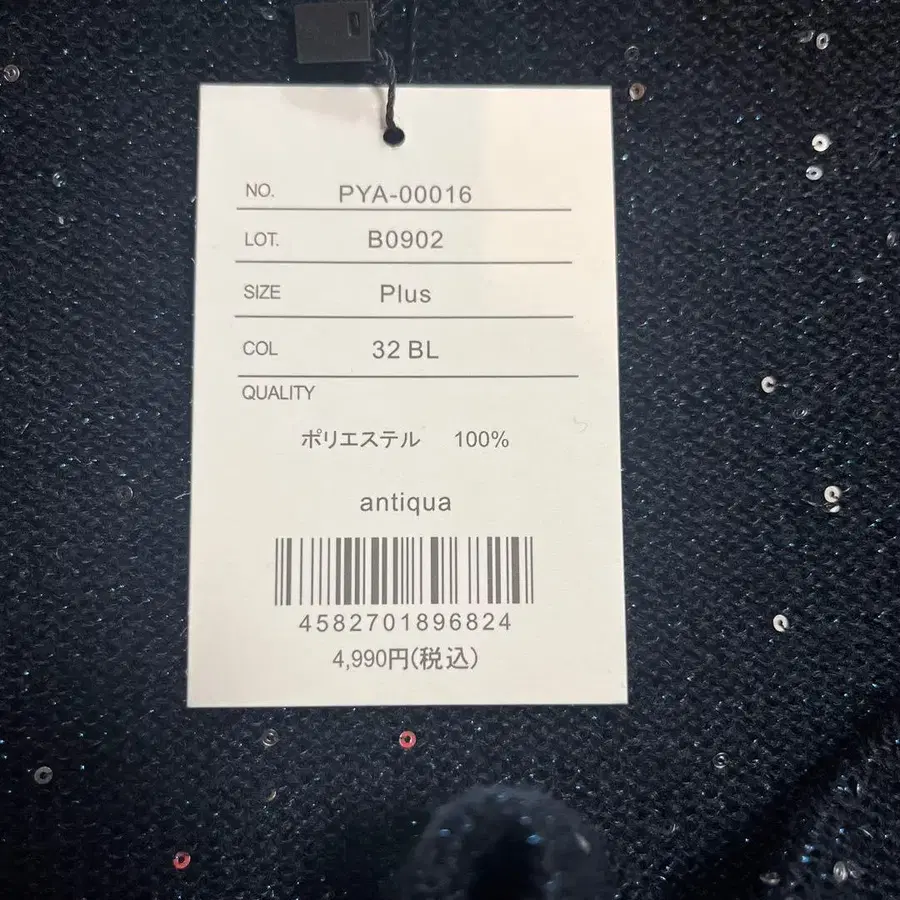 NO. PYA-00016
LOT. B0902
SIZE Plus
COL 32 BL
QUALITY
ポリエステル 100%
antiqua
4582701896824
4,990円(税込)